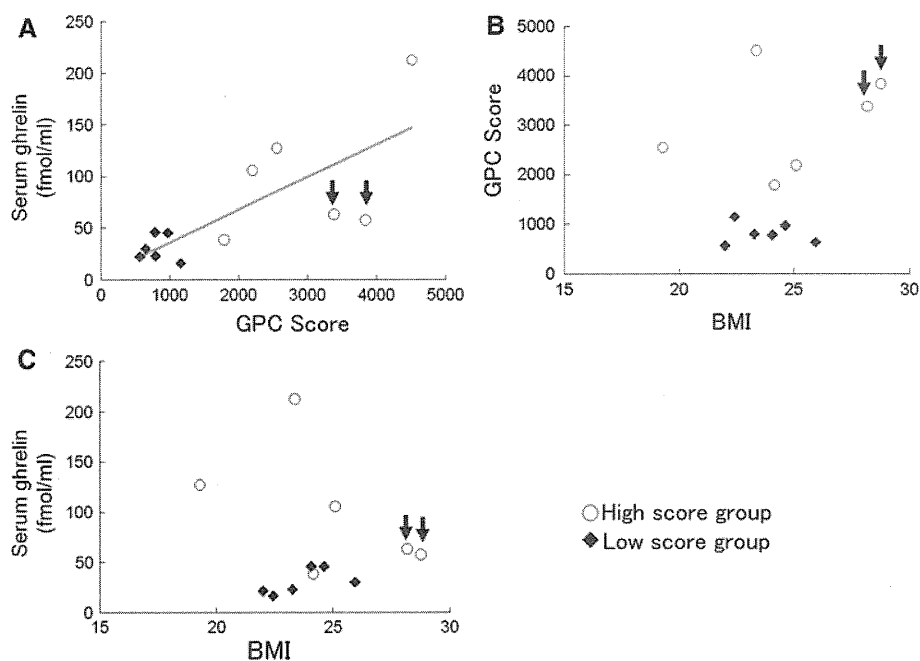 A
Serum ghrelin
(fmol/ml)
250
200
150
100
50
0
0 1000 2000 3000 4000 5000
GPC Score
B
GPC Score
5000
4000
3000
2000
1000
0
15 20 25 30
BMI
C
Serum ghrelin
(fmol/ml)
250
200
150
100
50
0
15 20 25 30
BMI
High score group
Low score group